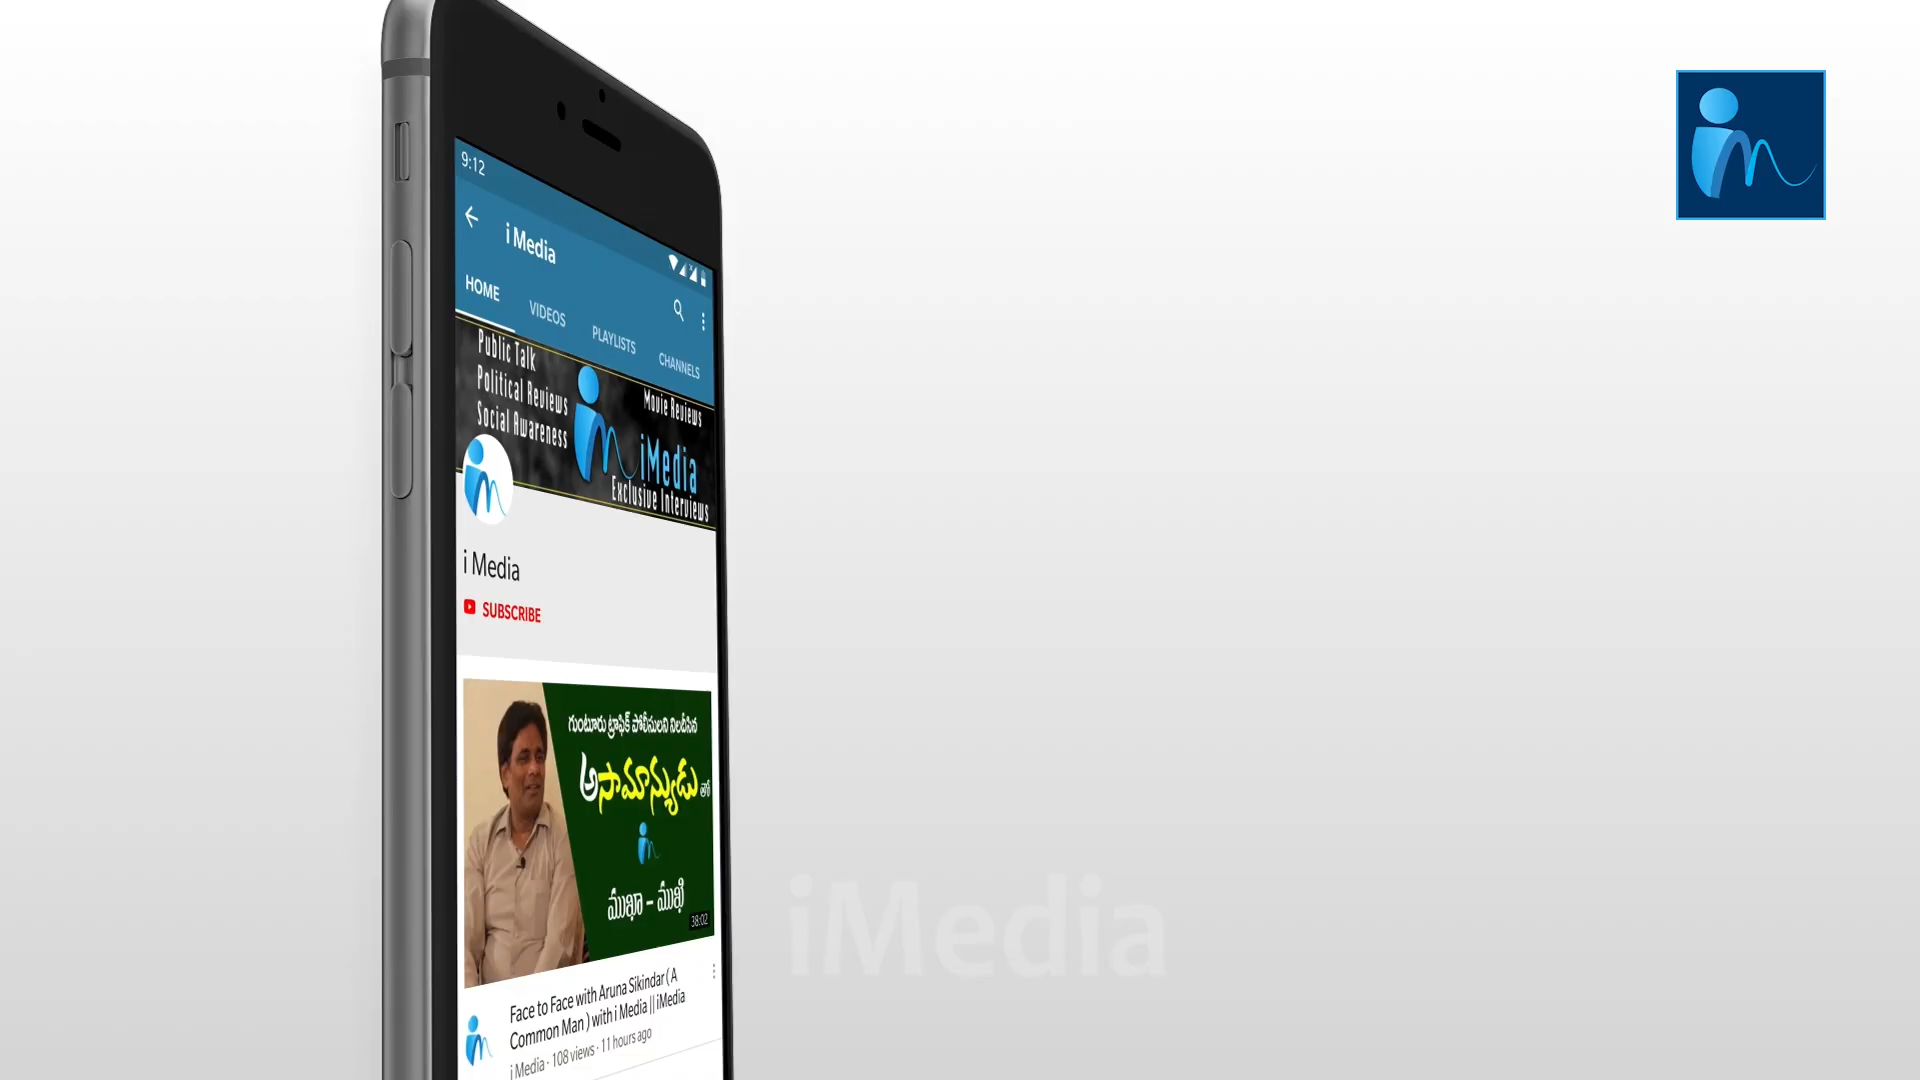 9:12
i Media
HOME
VIDEOS
PLAYLISTS
CHANNELS
Public Talk
Political Reviews
Social Awareness
Movie Reviews
iMedia
Exclusive Interviews
i Media
SUBSCRIBE
గుంటూరు ట్రాఫిక్ పోలీసులని నిలదీసిన
అసామాన్యుడు తో
ముఖా - ముఖి
38:02
Face to Face with Aruna Sikindar ( A
Common Man ) with i Media || iMedia
i Media · 108 views · 11 hours ago
iMedia